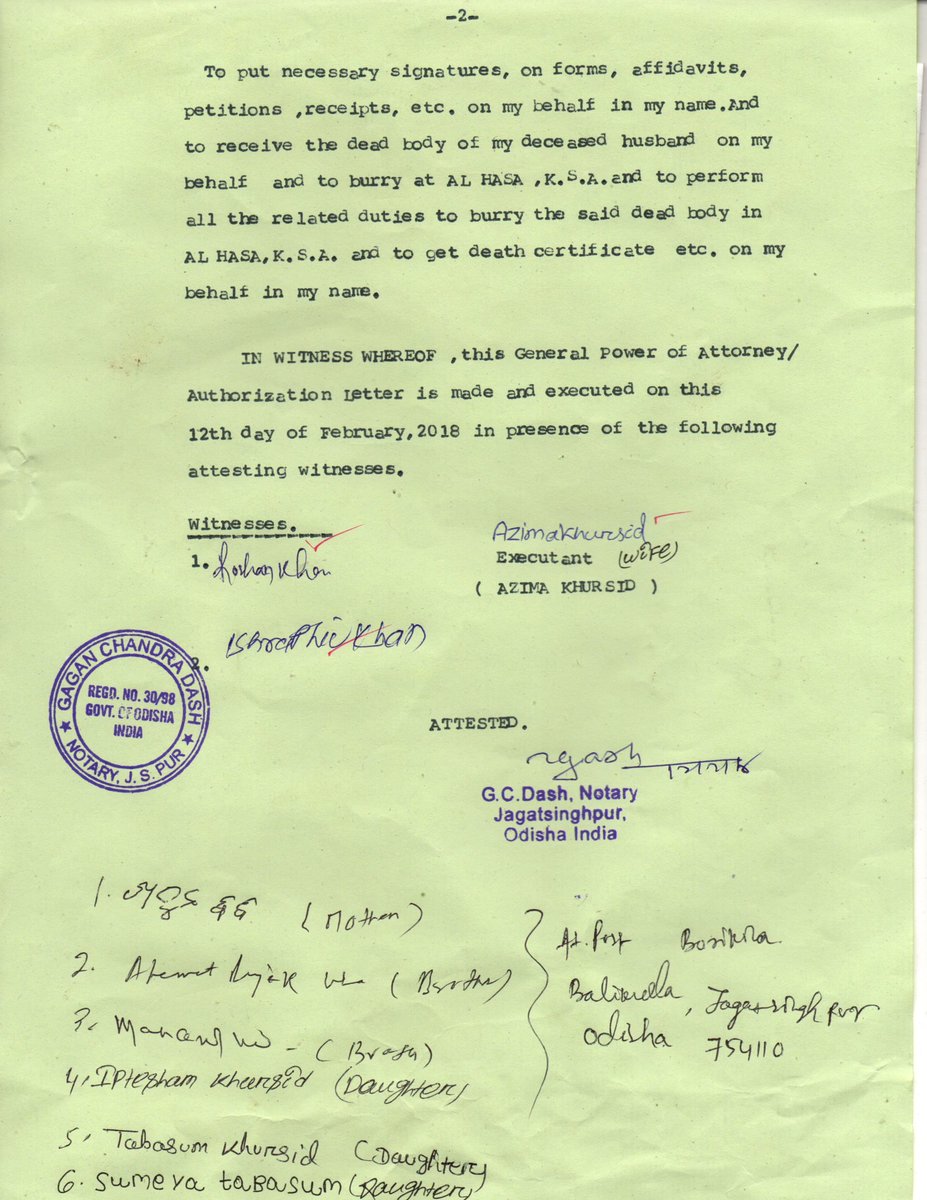 -2-
To put necessary signatures, on forms, affidavits,
petitions ,receipts, etc. on my behalf in my name.And
to receive the dead body of my deceased husband on my
behalf and to burry at AL HASA ,K.S.A.and to perform
all the related duties to burry the said dead body in
AL HASA,K.S.A. and to get death certificate etc. on my
behalf in my name.
IN WITNESS WHEREOF ,this General Power of Attorney/
Authorization Letter is made and executed on this
12th day of February,2018 in presence of the following
attesting witnesses.
Witnesses.
Azimakhursid
1. Roshan Khan
Executant (wife)
( AZIMA KHURSID )
2. Khan
GAGAN CHANDRA DASH
REGD. NO. 30/98
GOVT. OF ODISHA
INDIA
NOTARY, J. S. PUR
ATTESTED.
G.C.Dash, Notary
Jagatsinghpur,
Odisha India
1. (Mother)
2. (Brother)
3.
4. Iptesham Khursid (Daughter)
5. Tabasum Khursid (Daughter)
6. Sumeya tabasum (Daughter)
At. Post
Balikuda, Jagatsinghpur
Odisha 754110